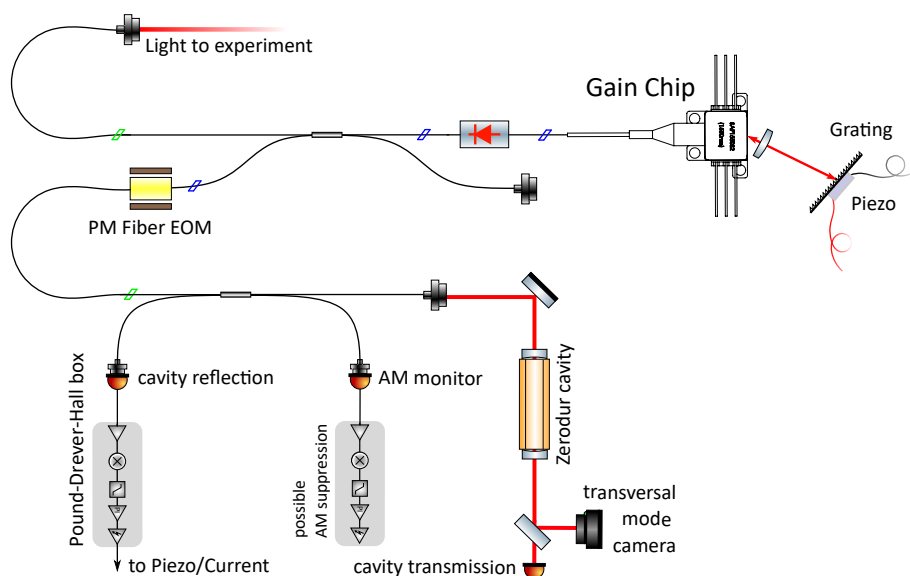 Light to experiment
Gain Chip
Grating
Piezo
PM Fiber EOM
cavity reflection
AM monitor
Pound-Drever-Hall box
possible
AM suppression
Zerodur cavity
transversal
mode
camera
to Piezo/Current
cavity transmission